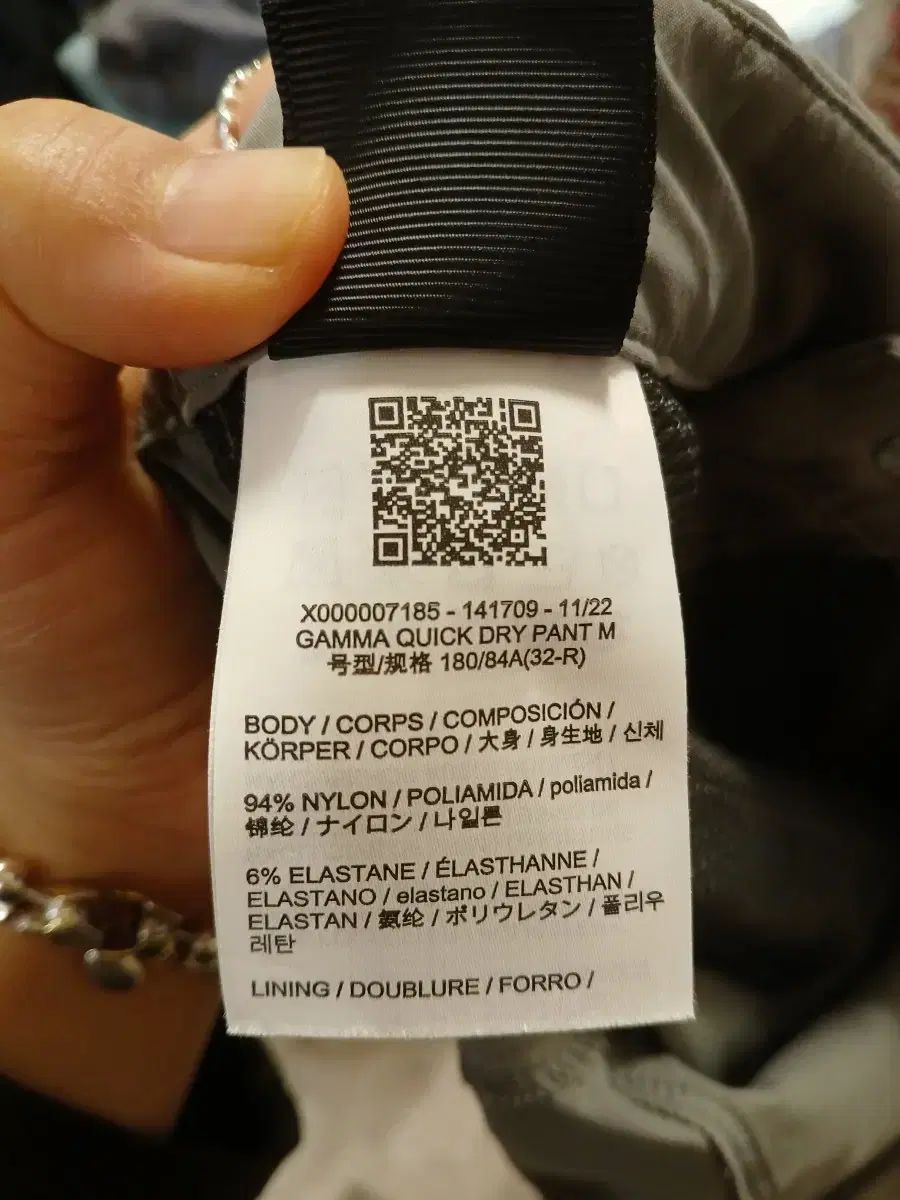 X000007185 - 141709 - 11/22
GAMMA QUICK DRY PANT M
号型/规格 180/84A(32-R)
BODY / CORPS / COMPOSICIÓN /
KÖRPER / CORPO / 大身 / 身生地 / 신체
94% NYLON / POLIAMIDA / poliamida /
锦纶 / ナイロン / 나일론
6% ELASTANE / ÉLASTHANNE /
ELASTANO / elastano / ELASTHAN /
ELASTAN / 氨纶 / ポリウレタン / 폴리우
레탄
LINING / DOUBLURE / FORRO /